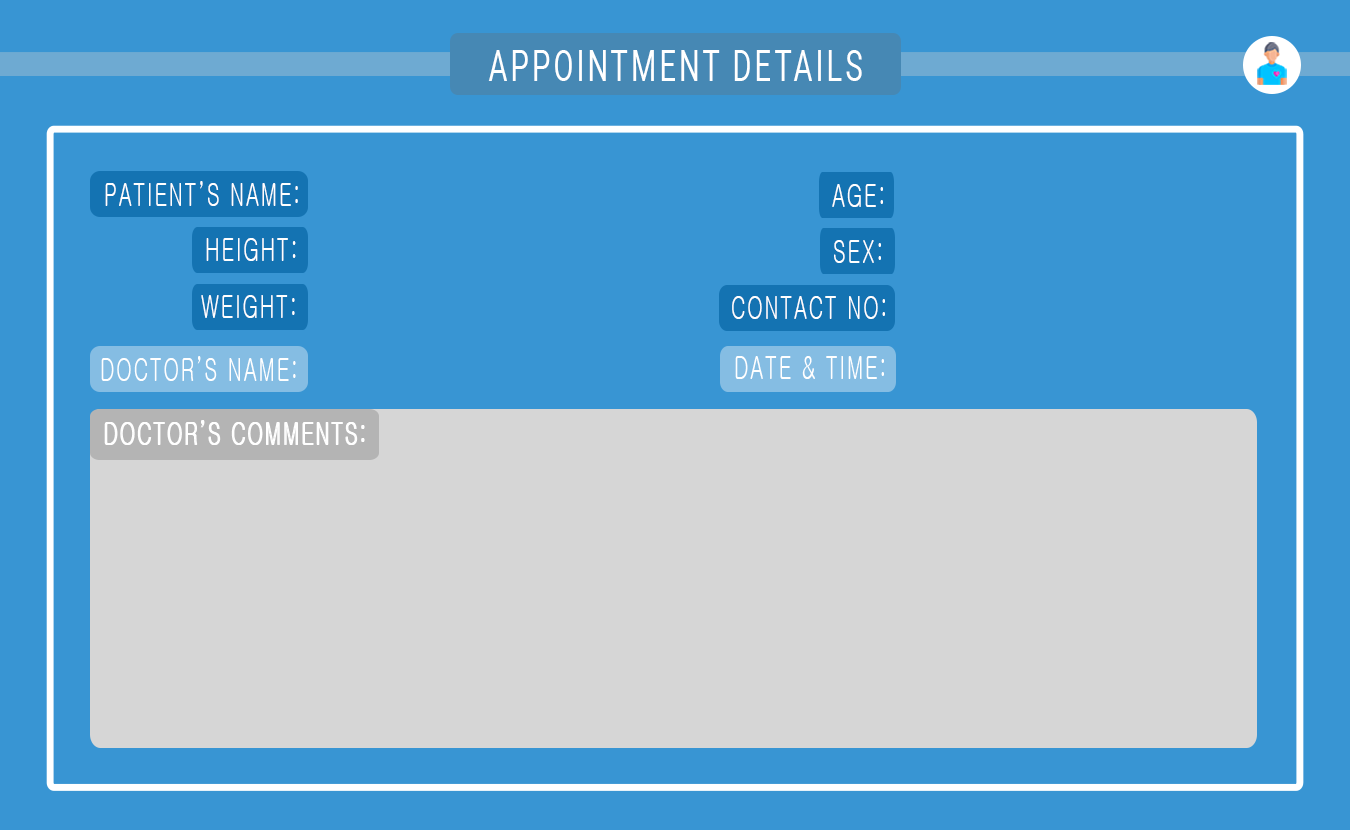 APPOINTMENT DETAILS
PATIENT'S NAME:
AGE:
HEIGHT:
SEX:
WEIGHT:
CONTACT NO:
DOCTOR'S NAME:
DATE & TIME:
DOCTOR'S COMMENTS: